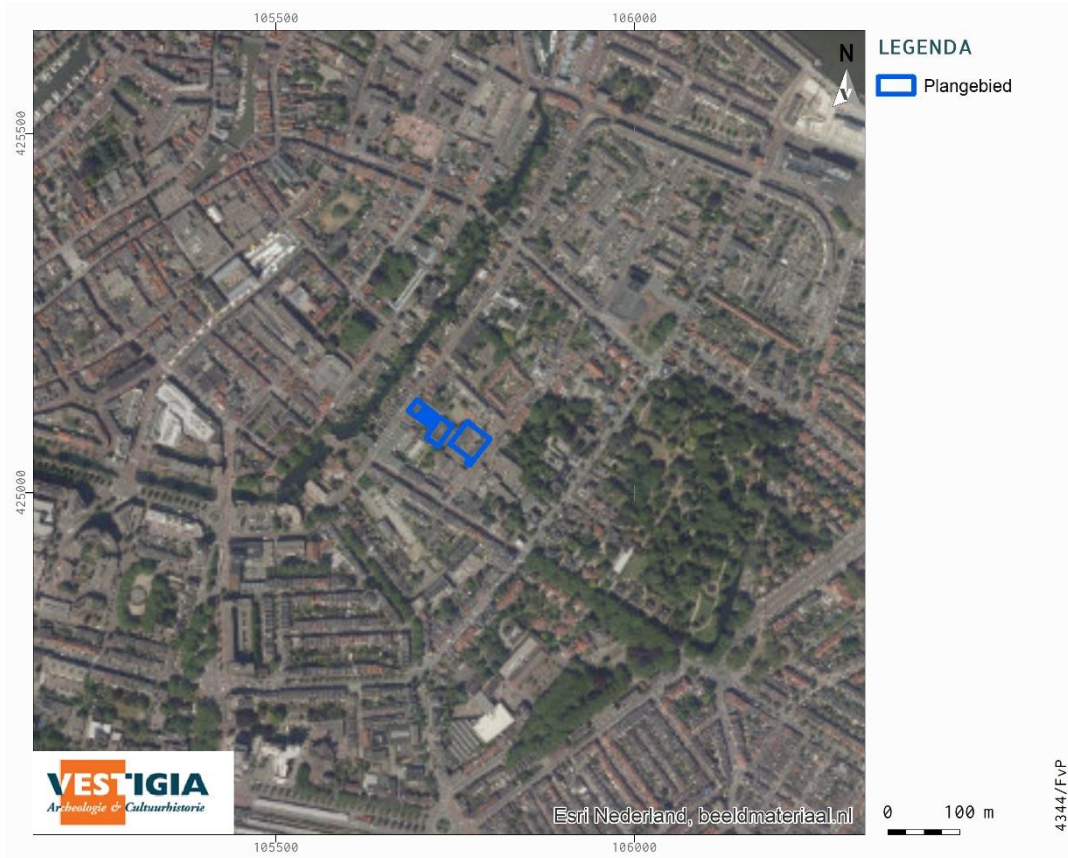 105500
106000
425500
425000
N
LEGENDA
Plangebied
VESTIGIA
Archeologie & Cultuurhistorie
Esri Nederland, beeldmateriaal.nl
0 100 m
4344/FvP
105500
106000